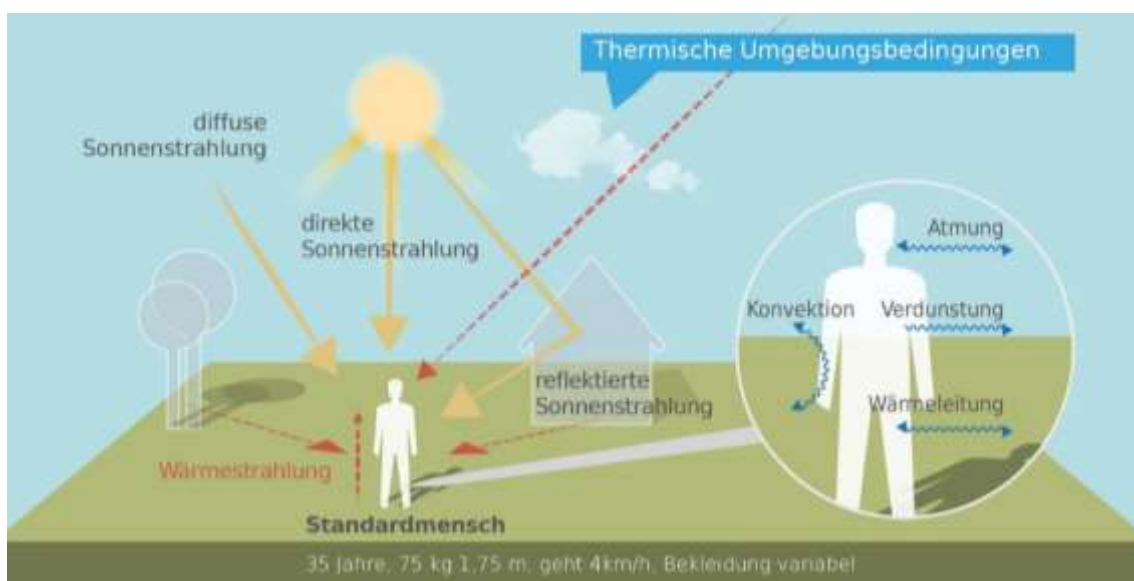 Thermische Umgebungsbedingungen
diffuse
Sonnenstrahlung
direkte
Sonnenstrahlung
Atmung
Konvektion
Verdunstung
reflektierte
Sonnenstrahlung
Wärmeleitung
Wärmestrahlung
Standardmensch
35 Jahre, 75 kg 1,75 m, geht 4km/h, Bekleidung variabel